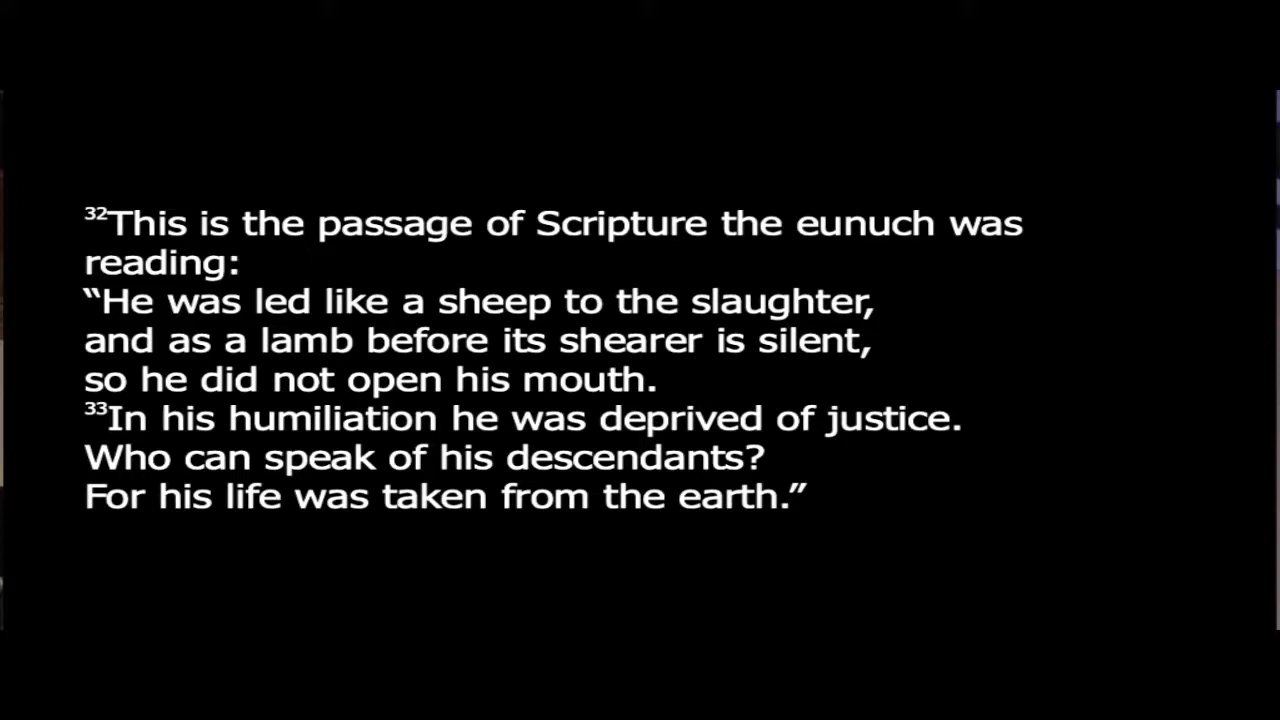 ³²This is the passage of Scripture the eunuch was
reading:
“He was led like a sheep to the slaughter,
and as a lamb before its shearer is silent,
so he did not open his mouth.
³³In his humiliation he was deprived of justice.
Who can speak of his descendants?
For his life was taken from the earth.”